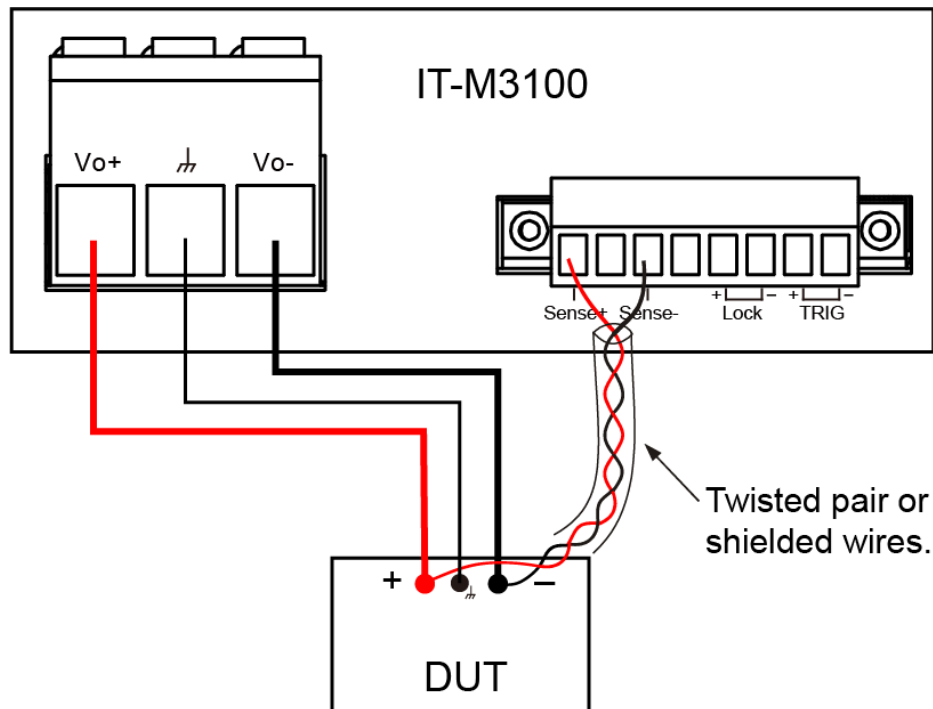 IT-M3100
Vo+
Vo-
Sense+ Sense- + - Lock + - TRIG
Twisted pair or
shielded wires.
+ -
DUT